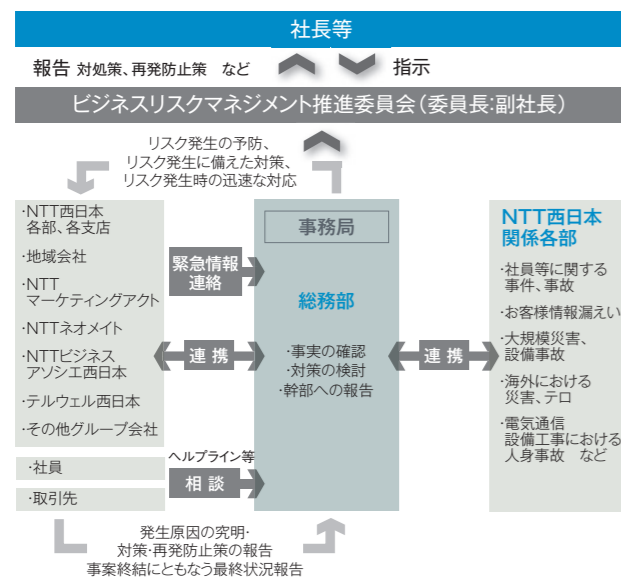 社長等
報告 対処策、再発防止策 など
指示
ビジネスリスクマネジメント推進委員会(委員長:副社長)
リスク発生の予防、
リスク発生に備えた対策、
リスク発生時の迅速な対応
・NTT西日本
各部、各支店
・地域会社
・NTT
マーケティングアクト
・NTTネオメイト
・NTTビジネス
アソシエ西日本
・テルウェル西日本
・その他グループ会社
・社員
・取引先
緊急情報
連絡
連携
ヘルプライン等
相談
事務局
総務部
・事実の確認
・対策の検討
・幹部への報告
連携
NTT西日本
関係各部
・社員等に関する
事件、事故
・お客様情報漏えい
・大規模災害、
設備事故
・海外における
災害、テロ
・電気通信
設備工事における
人身事故 など
発生原因の究明・
対策・再発防止策の報告
事案終結にともなう最終状況報告